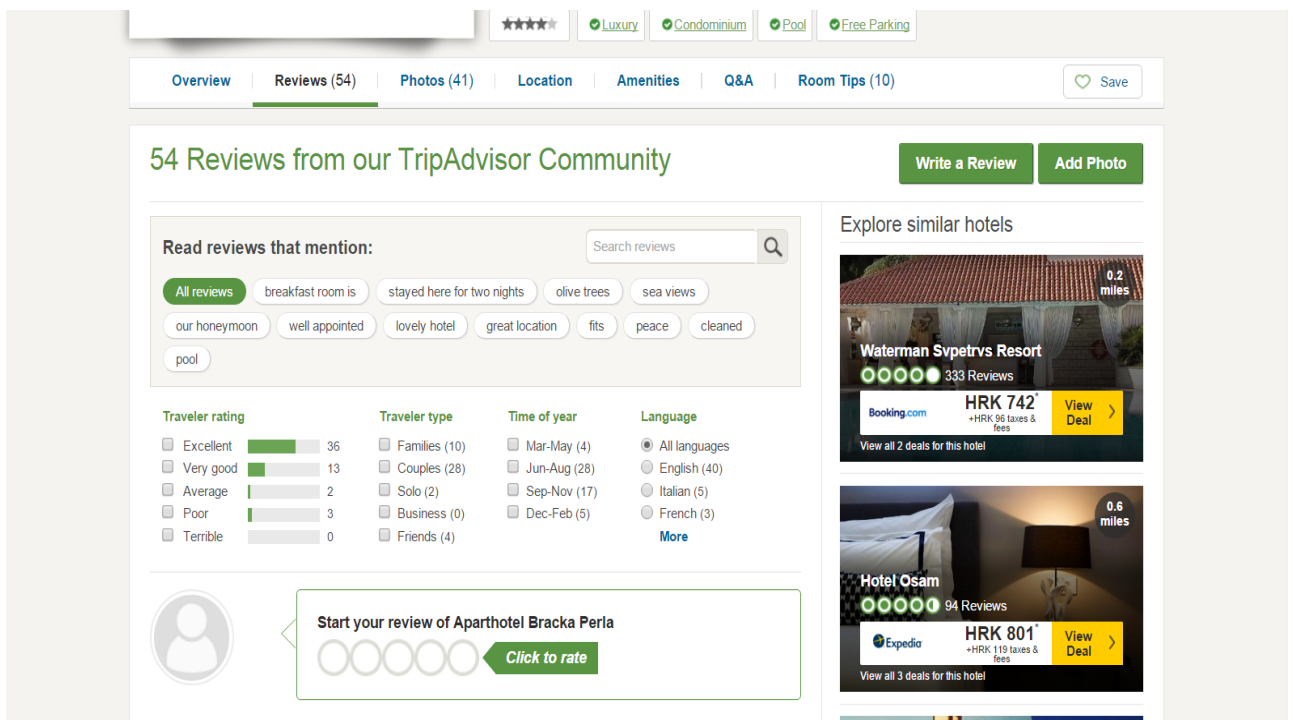 Luxury Condominium Pool Free Parking
Overview Reviews (54) Photos (41) Location Amenities Q&A Room Tips (10) Save
54 Reviews from our TripAdvisor Community
Write a Review Add Photo
Read reviews that mention:
Search reviews
All reviews breakfast room is stayed here for two nights olive trees sea views
our honeymoon well appointed lovely hotel great location fits peace cleaned
pool
Traveler rating
Excellent 36
Very good 13
Average 2
Poor 3
Terrible 0
Traveler type
Families (10)
Couples (28)
Solo (2)
Business (0)
Friends (4)
Time of year
Mar-May (4)
Jun-Aug (28)
Sep-Nov (17)
Dec-Feb (5)
Language
All languages
English (40)
Italian (5)
French (3)
More
Start your review of Aparthotel Bracka Perla
Click to rate
Explore similar hotels
0.2
miles
Waterman Svpetrvs Resort
333 Reviews
Booking.com
HRK 742*
+HRK 96 taxes &
fees
View
Deal
View all 2 deals for this hotel
0.6
miles
Hotel Osam
94 Reviews
Expedia
HRK 801*
+HRK 119 taxes &
fees
View
Deal
View all 3 deals for this hotel